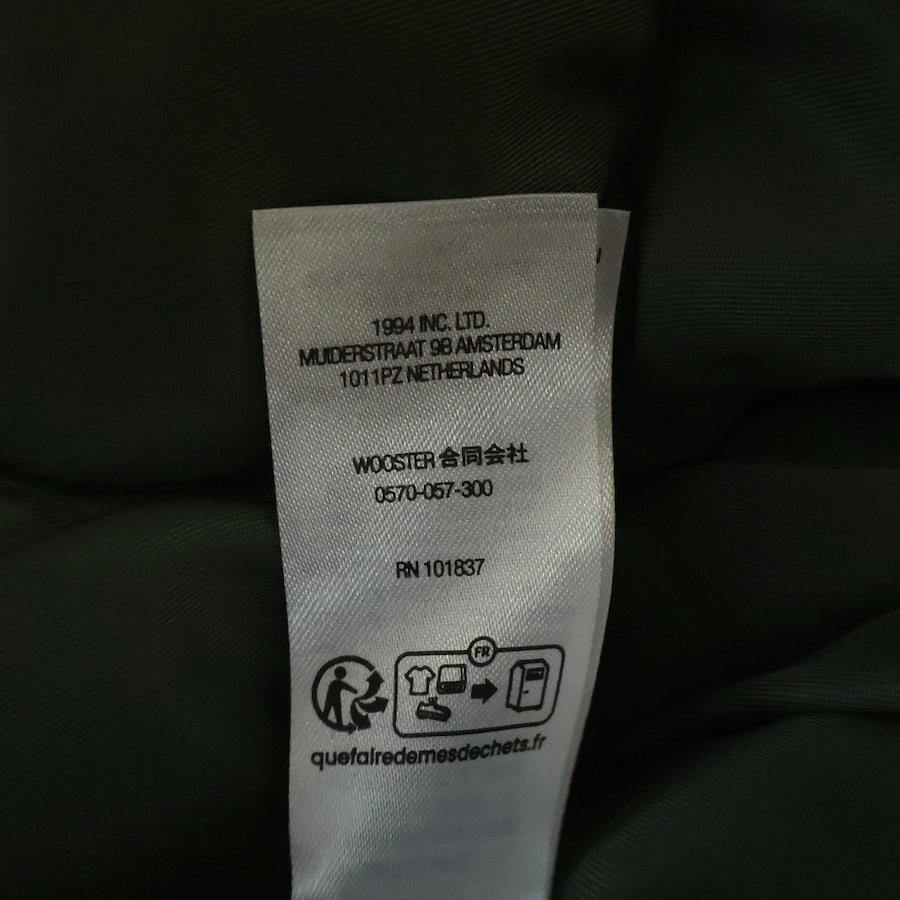 1994 INC. LTD.
MUIDERSTRAAT 9B AMSTERDAM
1011PZ NETHERLANDS
WOOSTER 合同会社
0570-057-300
RN 101837
FR
quefairedemesdechets.fr